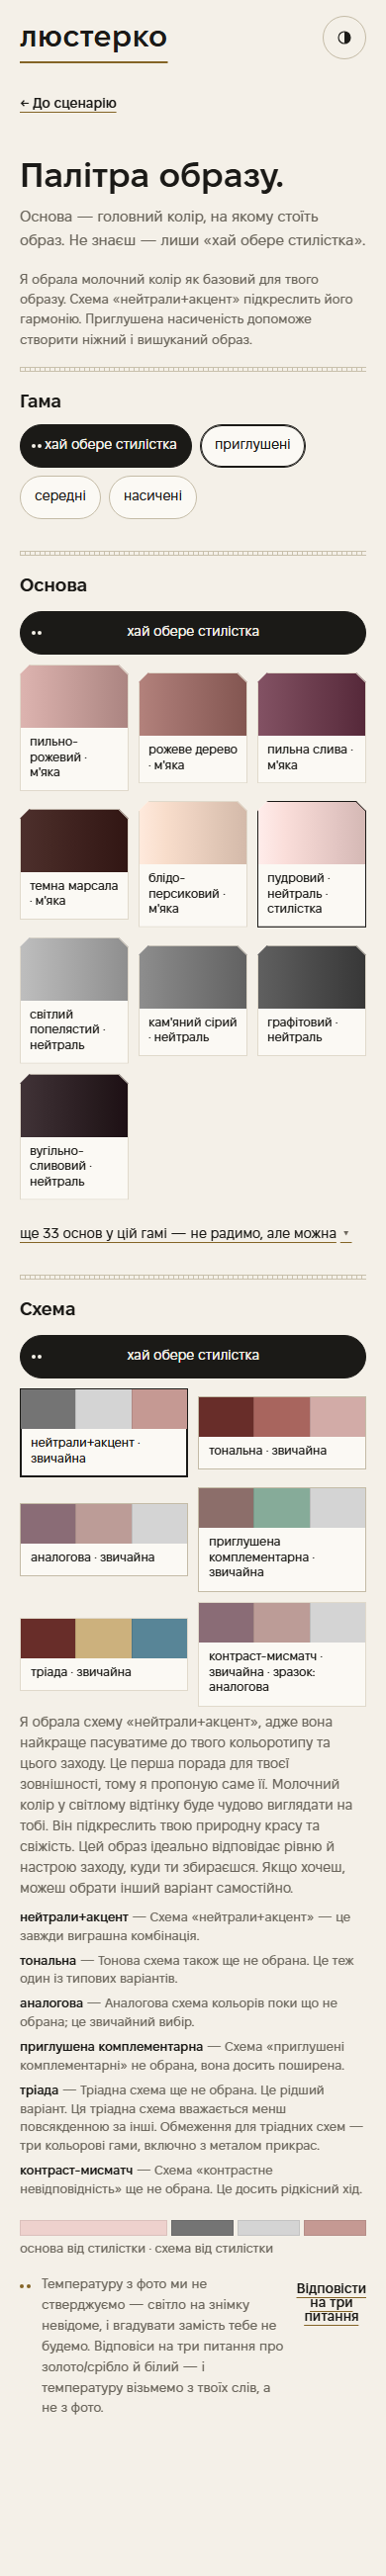 люстерко
← До сценарію
Палітра образу.
Основа — головний колір, на якому стоїть
образ. Не знаєш — лиши «хай обере стилістка».
Я обрала молочний колір як базовий для твого
образу. Схема «нейтрали+акцент» підкреслить його
гармонію. Приглушена насиченість допоможе
створити ніжний і вишуканий образ.
Гама
хай обере стилістка
приглушені
середні
насичені
Основа
хай обере стилістка
пильно-
рожевий ·
м'яка
рожеве дерево
· м'яка
пильна слива ·
м'яка
темна марсала
· м'яка
блідо-
персиковий ·
м'яка
пудровий ·
нейтраль ·
стилістка
світлий
попелястий ·
нейтраль
кам'яний сірий
· нейтраль
графітовий ·
нейтраль
вугільно-
сливовий ·
нейтраль
ще 33 основ у цій гамі — не радимо, але можна ▾
Схема
хай обере стилістка
нейтрали+акцент ·
звичайна
тональна · звичайна
аналогова · звичайна
приглушена
комплементарна ·
звичайна
тріада · звичайна
контраст-мисматч ·
звичайна · зразок:
аналогова
Я обрала схему «нейтрали+акцент», адже вона
найкраще пасуватиме до твого кольоротипу та
цього заходу. Це перша порада для твоєї
зовнішності, тому я пропоную саме її. Молочний
колір у світлому відтінку буде чудово виглядати на
тобі. Він підкреслить твою природну красу та
свіжість. Цей образ ідеально відповідає рівню й
настрою заходу, куди ти збираєшся. Якщо хочеш,
можеш обрати інший варіант самостійно.
нейтрали+акцент — Схема «нейтрали+акцент» — це
завжди виграшна комбінація.
тональна — Тонова схема також ще не обрана. Це теж
один із типових варіантів.
аналогова — Аналогова схема кольорів поки що не
обрана; це звичайний вибір.
приглушена комплементарна — Схема «приглушені
комплементарні» не обрана, вона досить поширена.
тріада — Тріадна схема ще не обрана. Це рідший
варіант. Ця тріадна схема вважається менш
повсякденною за інші. Обмеження для тріадних схем —
три кольорові гами, включно з металом прикрас.
контраст-мисматч — Схема «контрастне
невідповідність» ще не обрана. Це досить рідкісний хід.
основа від стилістки · схема від стилістки
Температуру з фото ми не
стверджуємо — світло на знімку
невідоме, і вгадувати замість тебе не
будемо. Відповіси на три питання про
золото/срібло й білий — і
температуру візьмемо з твоїх слів, а
не з фото.
Відповісти
на три
питання